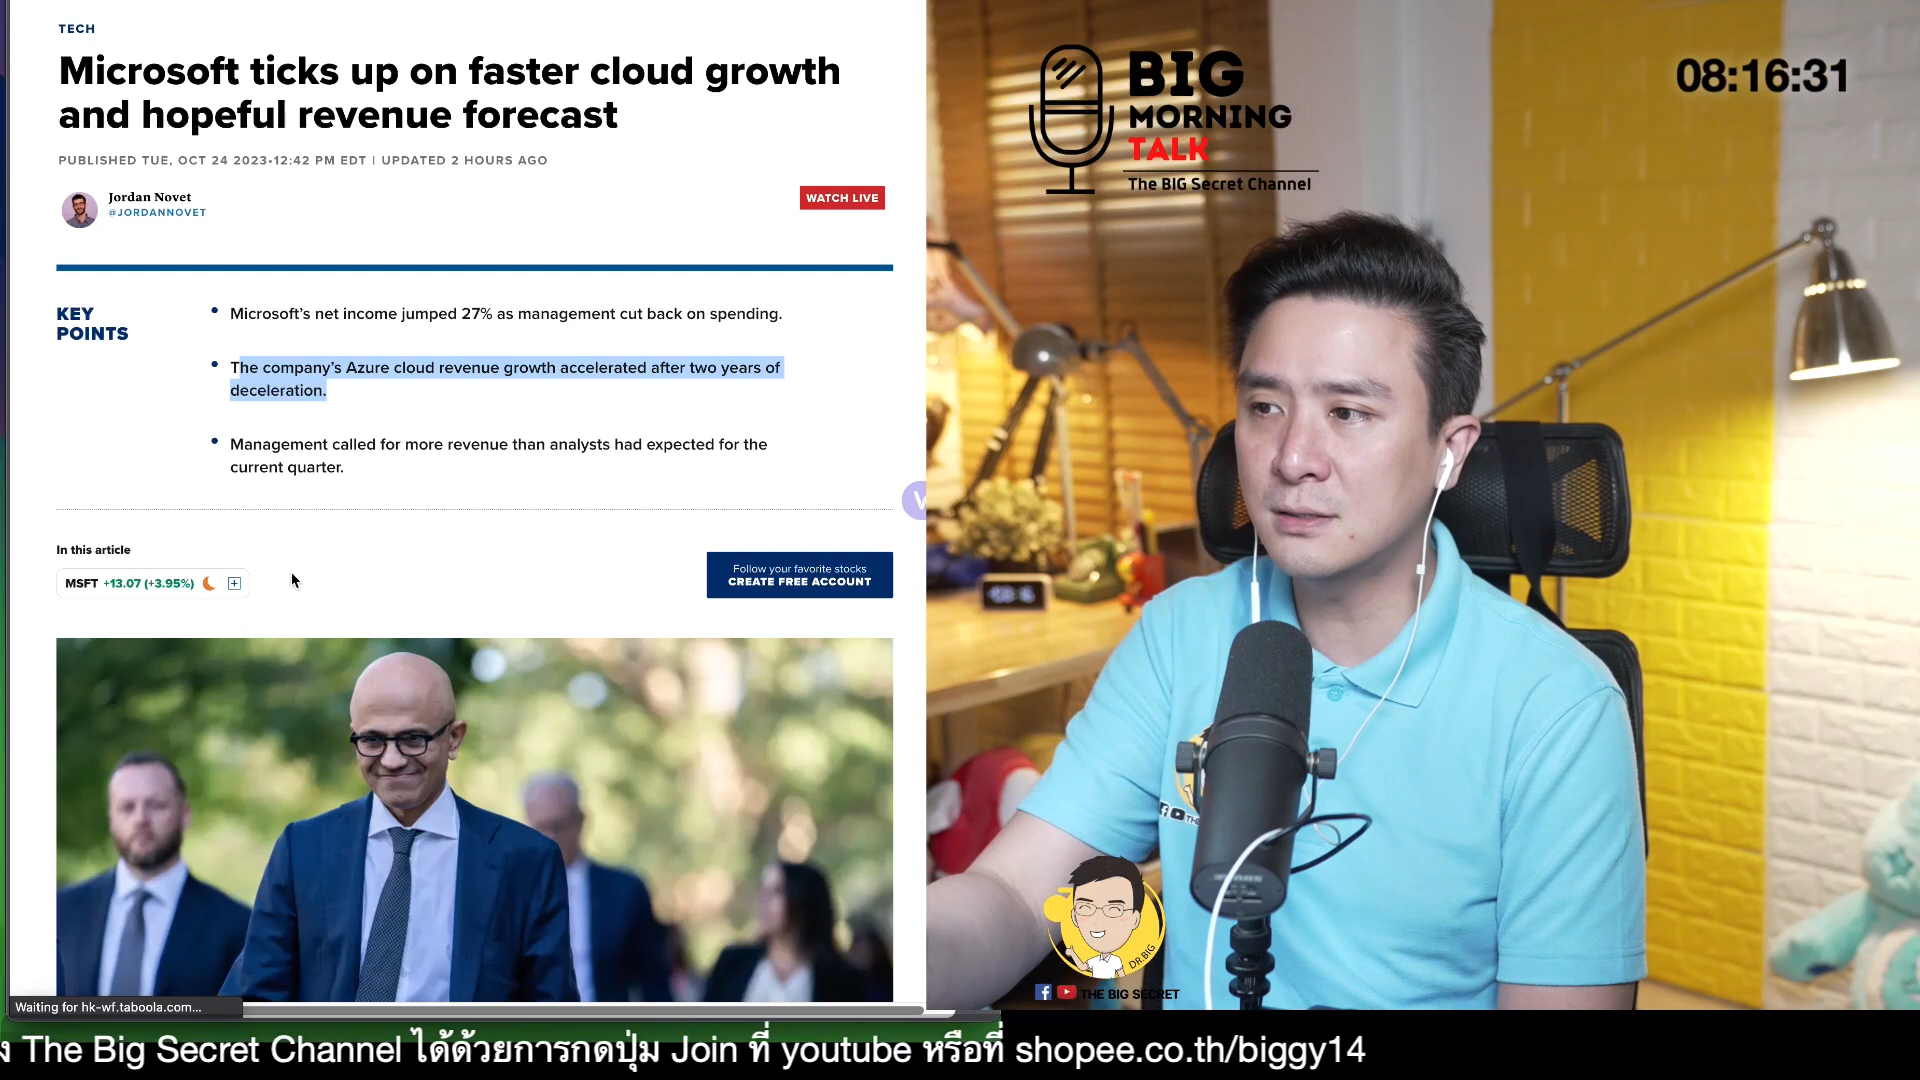 TECH
Microsoft ticks up on faster cloud growth
and hopeful revenue forecast
PUBLISHED TUE, OCT 24 2023•12:42 PM EDT | UPDATED 2 HOURS AGO
Jordan Novet
@JORDANNOVET
WATCH LIVE
KEY
POINTS
Microsoft's net income jumped 27% as management cut back on spending.
The company's Azure cloud revenue growth accelerated after two years of
deceleration.
Management called for more revenue than analysts had expected for the
current quarter.
In this article
MSFT +13.07 (+3.95%)
Follow your favorite stocks
CREATE FREE ACCOUNT
Waiting for hk-wf.taboola.com...
BIG
MORNING
TALK
The BIG Secret Channel
08:16:31
DR.BIG
THE BIG SECRET
The Big Secret Channel ได้ด้วยการกดปุ่ม Join ที่ youtube หรือที่ shopee.co.th/biggy14